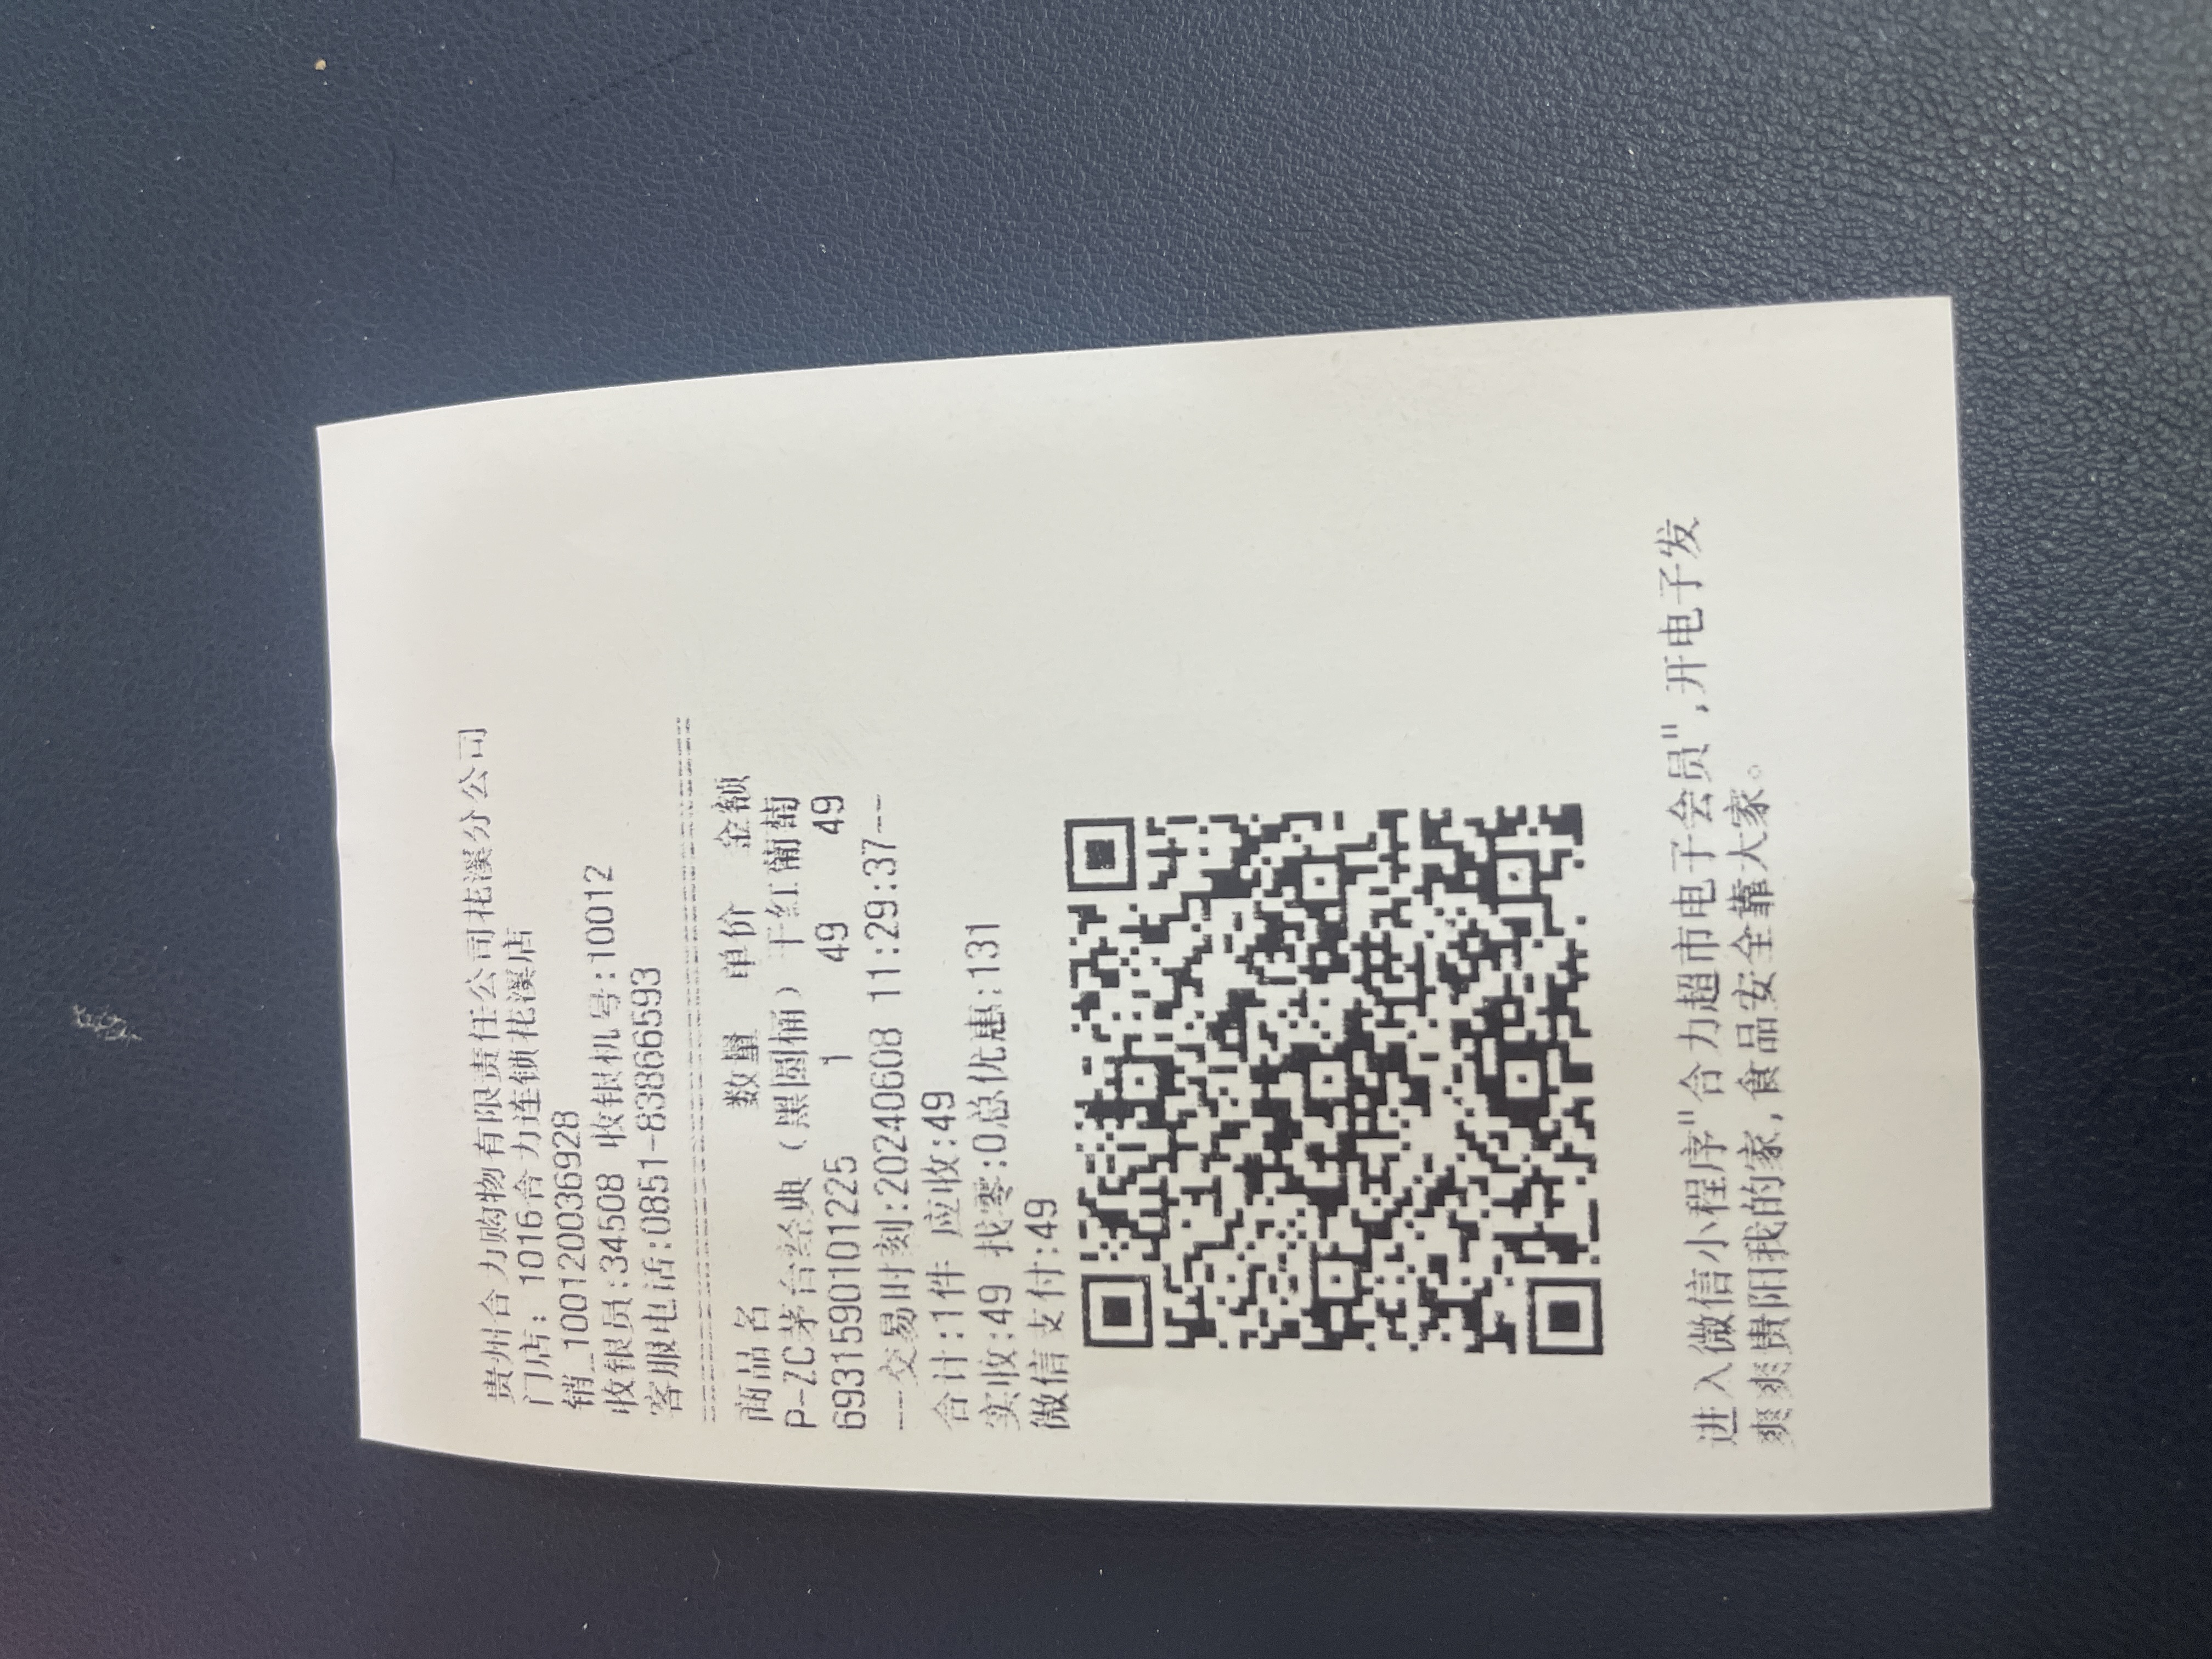 贵州合力购物有限责任公司花溪分公司
门店: 1016合力连锁花溪店
销_100120036928
收银员:34508 收银机号:10012
客服电话:0851-83866593
================================
商品名 数量 单价 金额
P-ZC茅台经典（黑圆桶）干红葡萄
6931590101225 1 49 49
---交易时刻:20240608 11:29:37--
合计:1件 应收:49
实收:49 找零:0总优惠:131
微信支付:49
进入微信小程序"合力超市电子会员",开电子发
爽爽贵阳我的家,食品安全靠大家。